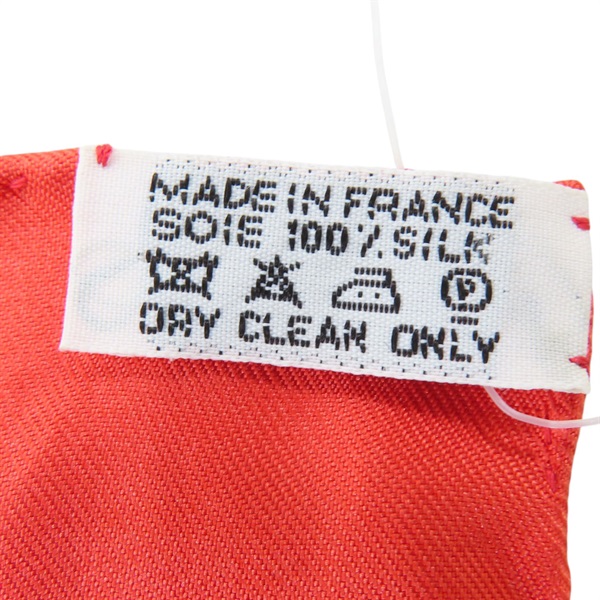 MADE IN FRANCE
SOIE 100% SILK
P
DRY CLEAN ONLY